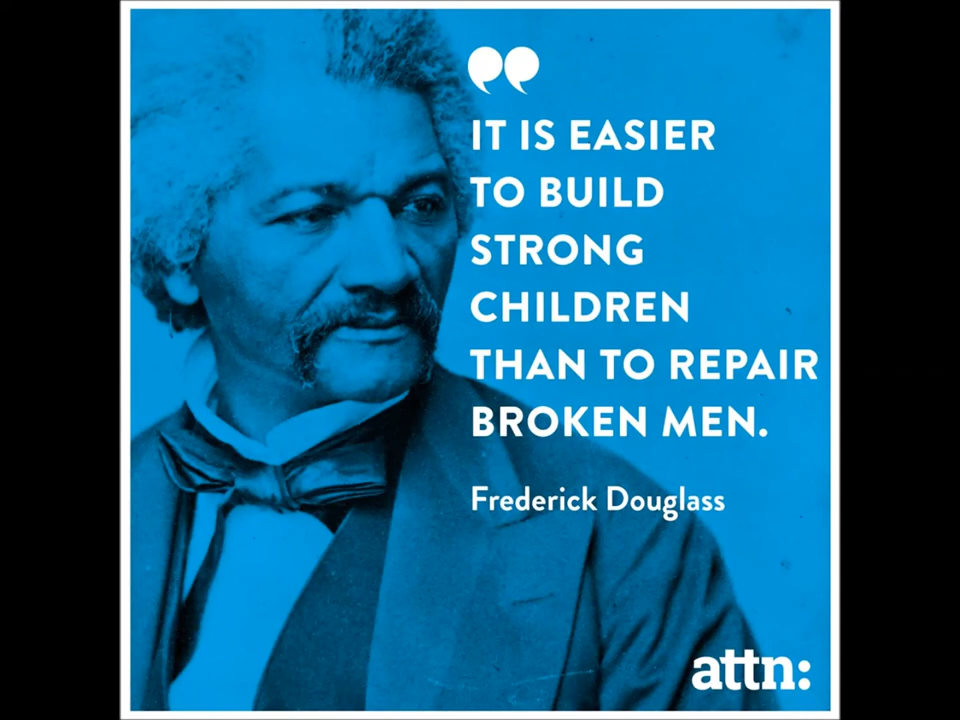 IT IS EASIER
TO BUILD
STRONG
CHILDREN
THAN TO REPAIR
BROKEN MEN.
Frederick Douglass
attn: